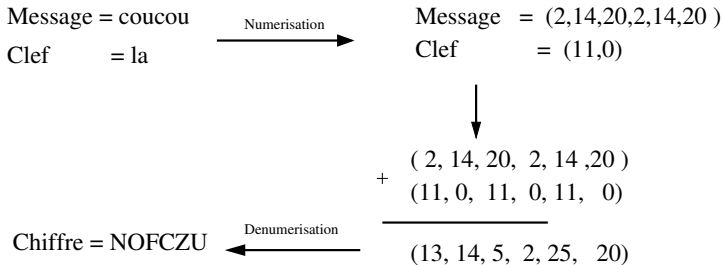 Message = coucou
Clef = la
Numerisation
Message = (2,14,20,2,14,20 )
Clef = (11,0)
( 2, 14, 20, 2, 14 ,20 )
+
(11, 0, 11, 0, 11, 0)
Chiffre = NOFCZU
Denumerisation
(13, 14, 5, 2, 25, 20)